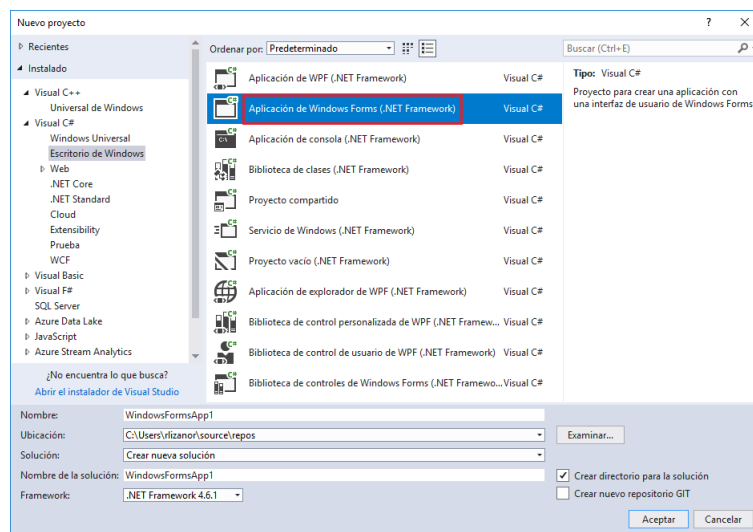 Nuevo proyecto
?
Recientes
Instalado
Visual C++
Universal de Windows
Visual C#
Windows Universal
Escritorio de Windows
Web
.NET Core
.NET Standard
Cloud
Extensibility
Prueba
WCF
Visual Basic
Visual F#
SQL Server
Azure Data Lake
JavaScript
Azure Stream Analytics
¿No encuentra lo que busca?
Abrir el instalador de Visual Studio
Ordenar por: Predeterminado
Aplicación de WPF (.NET Framework) Visual C#
Aplicación de Windows Forms (.NET Framework) Visual C#
Aplicación de consola (.NET Framework) Visual C#
Biblioteca de clases (.NET Framework) Visual C#
Proyecto compartido Visual C#
Servicio de Windows (.NET Framework) Visual C#
Proyecto vacío (.NET Framework) Visual C#
Aplicación de explorador de WPF (.NET Framework) Visual C#
Biblioteca de control personalizada de WPF (.NET Framew... Visual C#
Biblioteca de control de usuario de WPF (.NET Framework) Visual C#
Biblioteca de controles de Windows Forms (.NET Framewo... Visual C#
Buscar (Ctrl+E)
Tipo: Visual C#
Proyecto para crear una aplicación con
una interfaz de usuario de Windows Forms
Nombre: WindowsFormsApp1
Ubicación: C:\Users\rlizanor\source\repos
Examinar...
Solución: Crear nueva solución
Nombre de la solución: WindowsFormsApp1
Crear directorio para la solución
Framework: .NET Framework 4.6.1
Crear nuevo repositorio GIT
Aceptar Cancelar